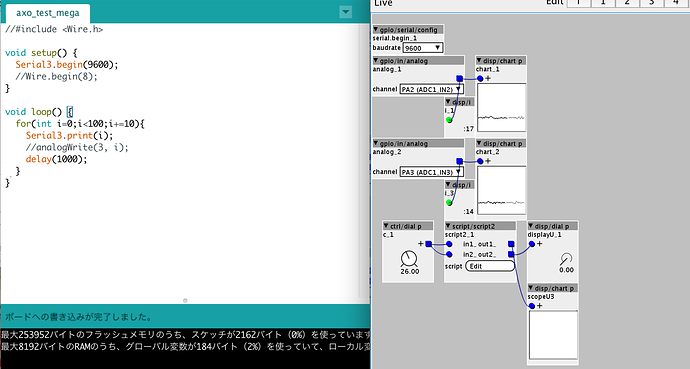 axo_test_mega
//#include <Wire.h>
void setup() {
Serial3.begin(9600);
//Wire.begin(8);
}
void loop() {
for(int i=0;i<100;i+=10){
Serial3.print(i);
//analogWrite(3, i);
delay(1000);
}
}
ボードへの書き込みが完了しました。
最大253952バイトのフラッシュメモリのうち、スケッチが2162バイト（0%）を使っています
最大8192バイトのRAMのうち、グローバル変数が184バイト（2%）を使っていて、ローカル変
Live
Edit 1 1 2 3 4
gpio/serial/config
serial.begin_1
baudrate 9600
gpio/in/analog
analog_1
channel PA2 (ADC1_IN2)
disp/chart p
chart_1
+
disp/i
i_1
:17
gpio/in/analog
analog_2
channel PA3 (ADC1_IN3)
disp/chart p
chart_2
+
disp/i
i_3
:14
ctrl/dial p
c_1
+
26.00
script/script2
script2_1
in1_ out1_
in2_ out2_
script Edit
disp/dial p
displayU_1
+
0.00
disp/chart p
scopeU3